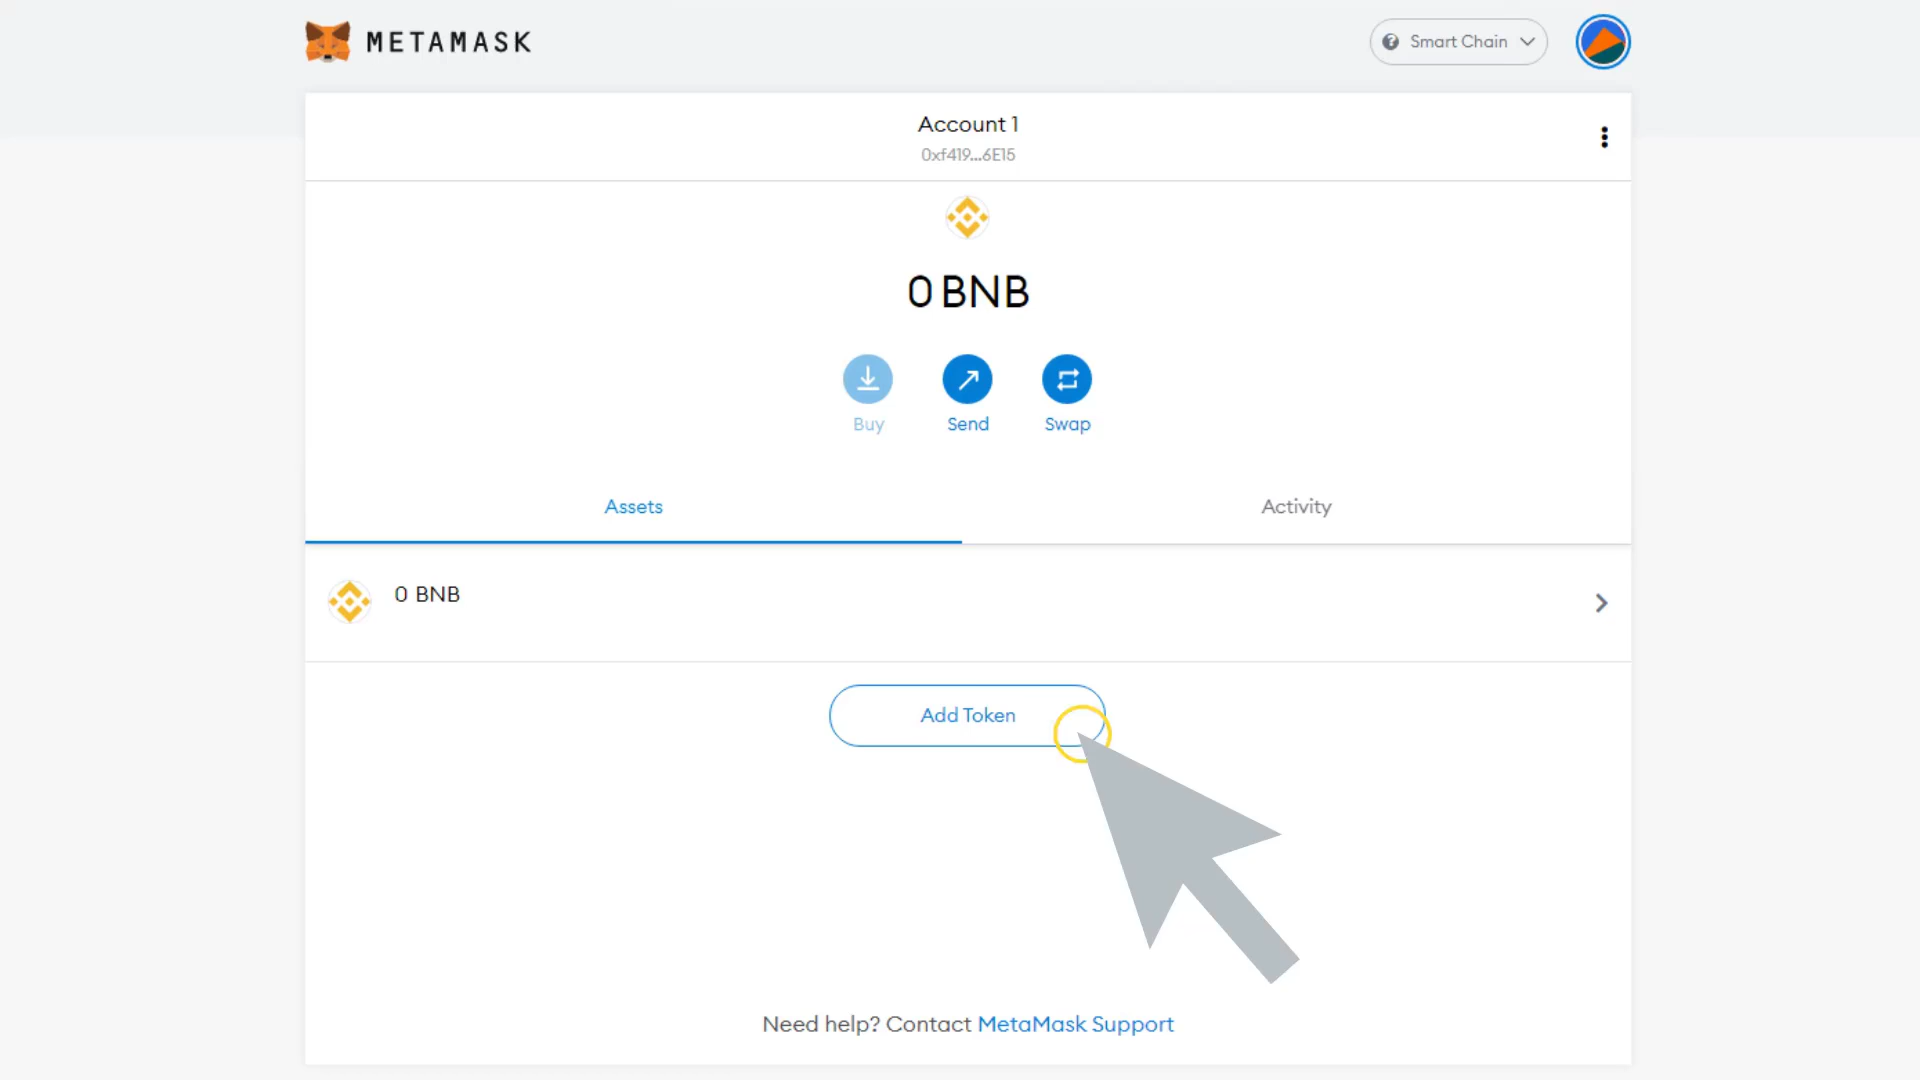 METAMASK
Smart Chain
Account 1
0xf419...6E15
0 BNB
Buy
Send
Swap
Assets
Activity
0 BNB
Add Token
Need help? Contact MetaMask Support